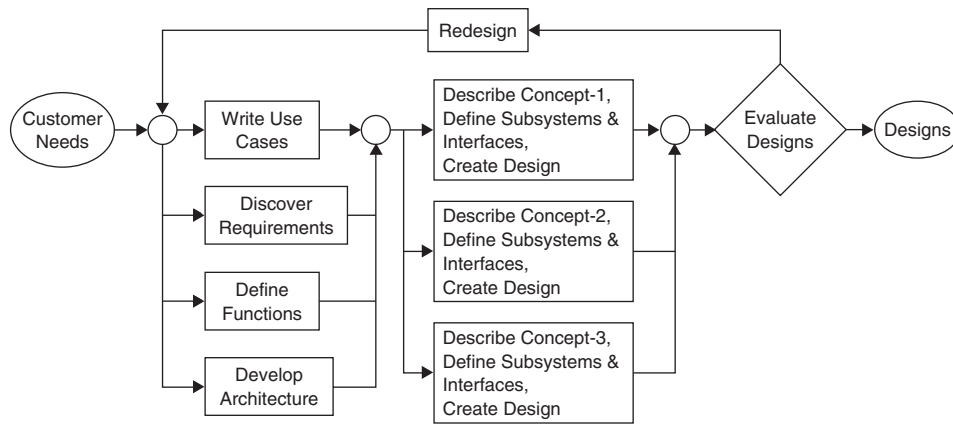 Redesign
Customer
Needs
Write Use
Cases
Discover
Requirements
Define
Functions
Develop
Architecture
Describe Concept-1,
Define Subsystems &
Interfaces,
Create Design
Describe Concept-2,
Define Subsystems &
Interfaces,
Create Design
Describe Concept-3,
Define Subsystems &
Interfaces,
Create Design
Evaluate
Designs
Designs